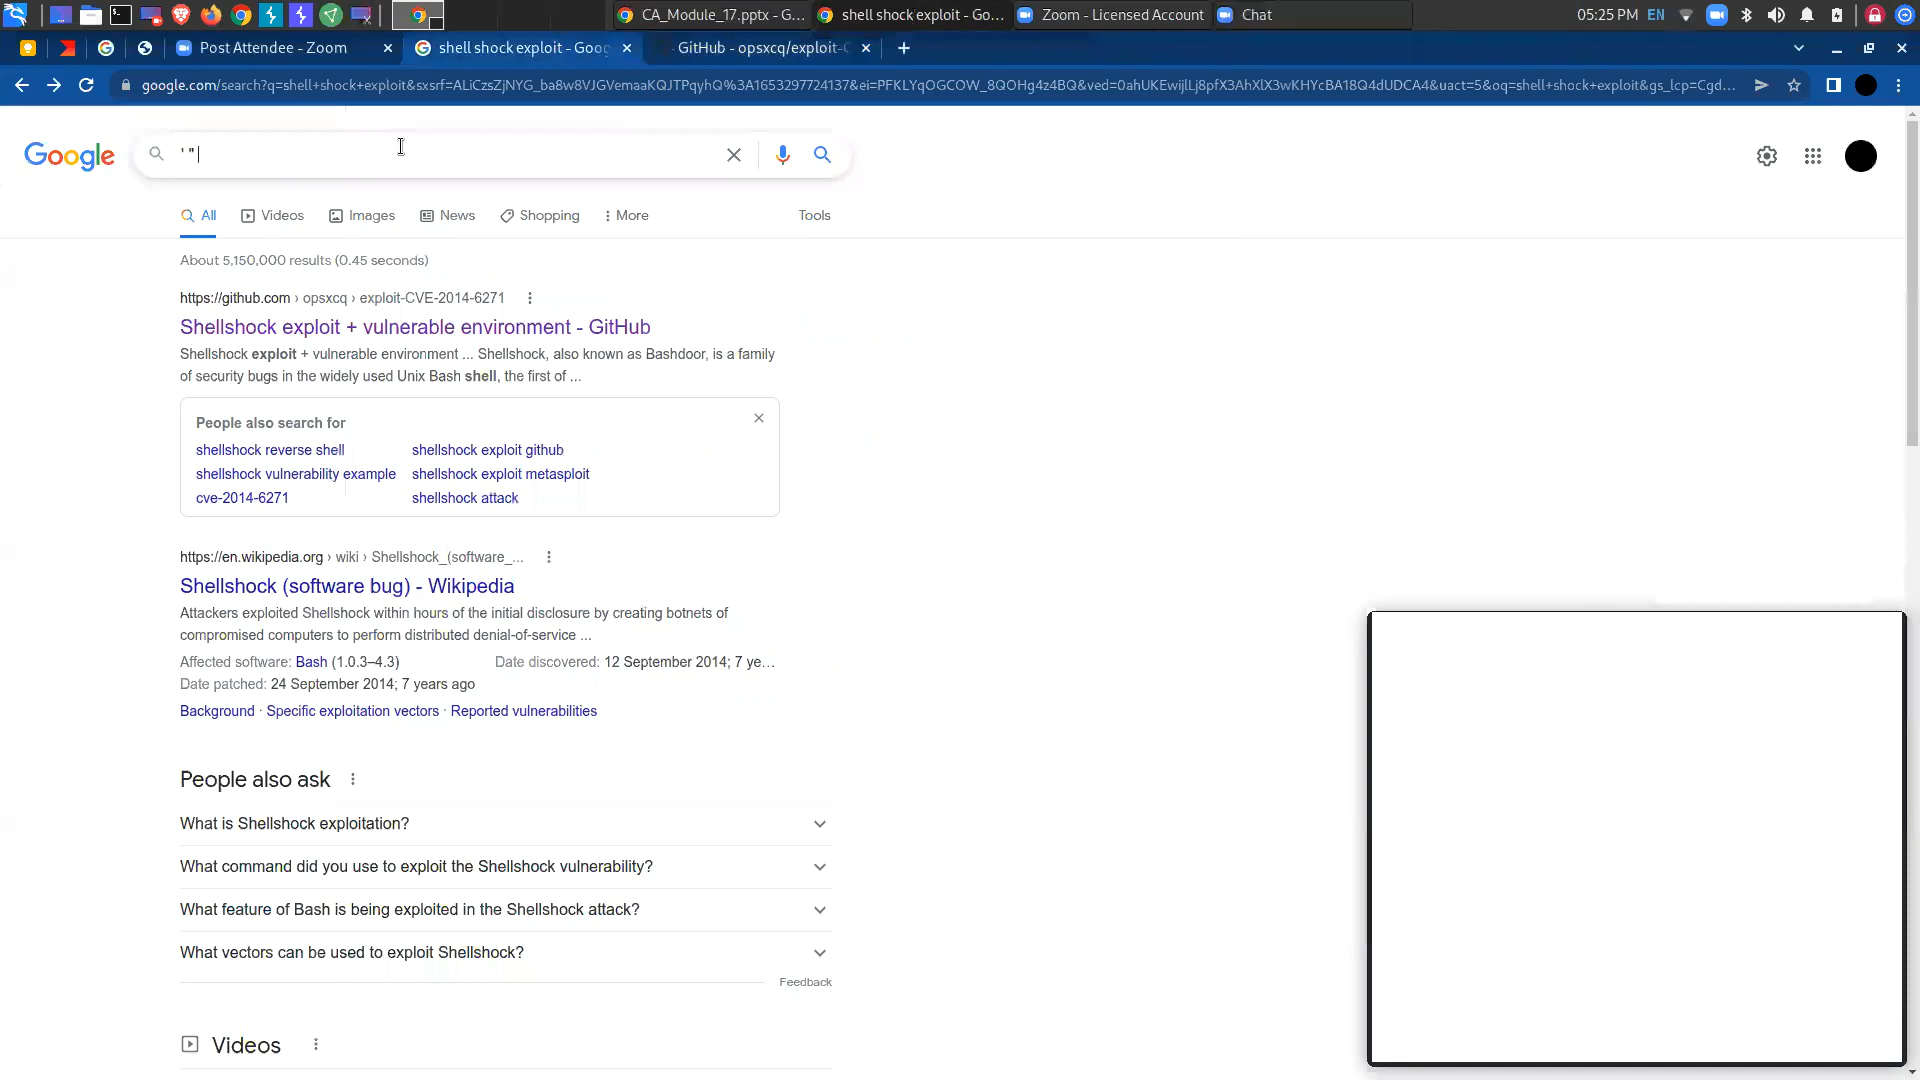 CA_Module_17.pptx - G...
shell shock exploit - Go...
Zoom - Licensed Account
Chat
05:25 PM
EN
Post Attendee - Zoom
shell shock exploit - Goog
GitHub - opsxcq/exploit-C
google.com/search?q=shell+shock+exploit&sxsrf=ALiCzsZjNYG_ba8w8VJGVemaaKQJTPqyhQ%3A1653297724137&ei=PFKLYqOGCOW_8QOHg4z4BQ&ved=0ahUKEwijlLj8pfX3AhXlX3wKHYcBA18Q4dUDCA4&uact=5&oq=shell+shock+exploit&gs_lcp=Cgd...
Google
' "
All
Videos
Images
News
Shopping
More
Tools
About 5,150,000 results (0.45 seconds)
https://github.com › opsxcq › exploit-CVE-2014-6271
Shellshock exploit + vulnerable environment - GitHub
Shellshock exploit + vulnerable environment ... Shellshock, also known as Bashdoor, is a family
of security bugs in the widely used Unix Bash shell, the first of ...
People also search for
shellshock reverse shell
shellshock exploit github
shellshock vulnerability example
shellshock exploit metasploit
cve-2014-6271
shellshock attack
https://en.wikipedia.org › wiki › Shellshock_(software_...
Shellshock (software bug) - Wikipedia
Attackers exploited Shellshock within hours of the initial disclosure by creating botnets of
compromised computers to perform distributed denial-of-service ...
Affected software: Bash (1.0.3–4.3)
Date discovered: 12 September 2014; 7 ye...
Date patched: 24 September 2014; 7 years ago
Background · Specific exploitation vectors · Reported vulnerabilities
People also ask
What is Shellshock exploitation?
What command did you use to exploit the Shellshock vulnerability?
What feature of Bash is being exploited in the Shellshock attack?
What vectors can be used to exploit Shellshock?
Feedback
Videos